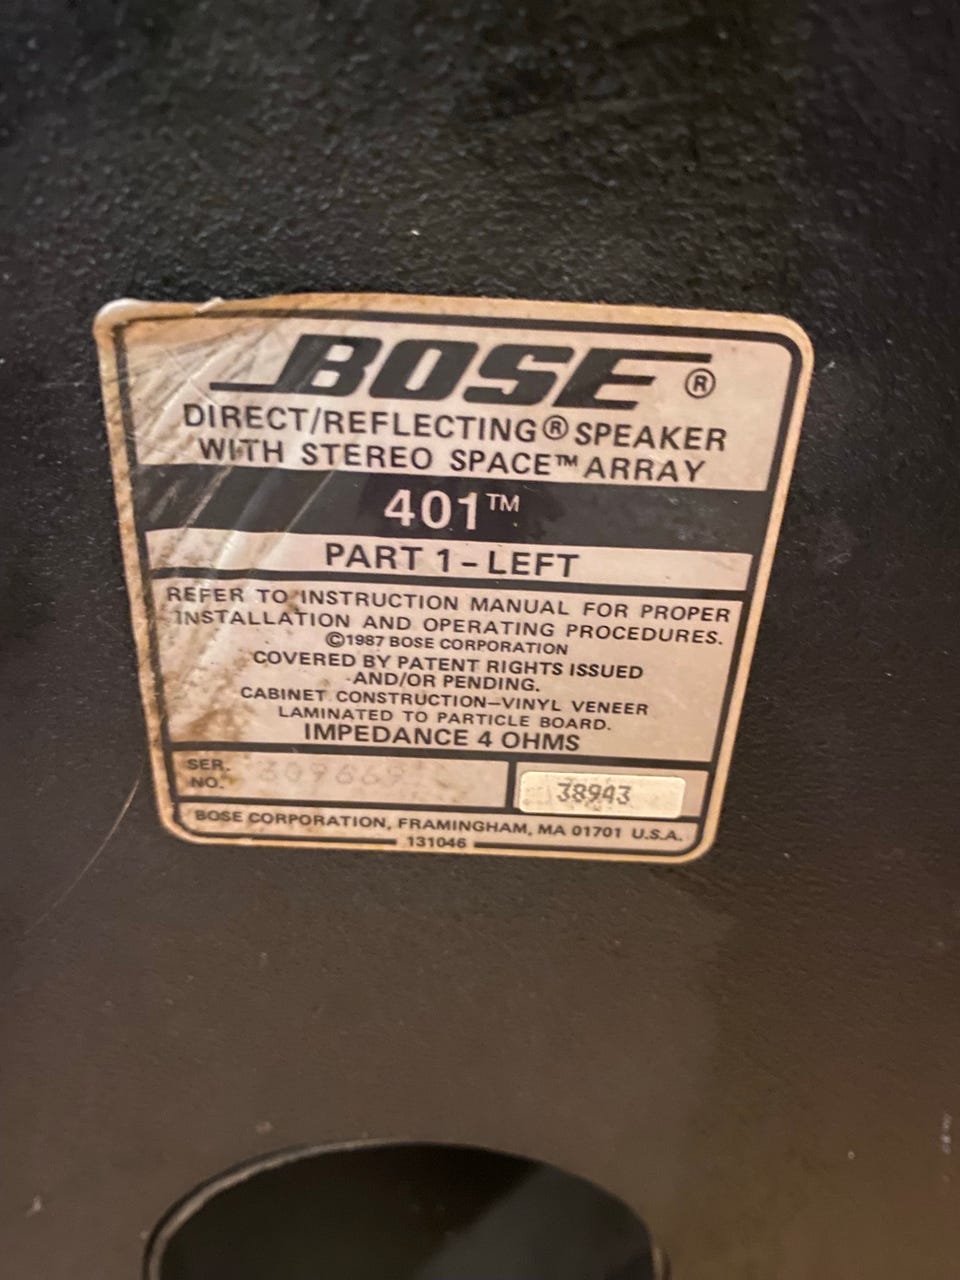 BOSE®
DIRECT/REFLECTING® SPEAKER
WITH STEREO SPACE™ ARRAY
401™
PART 1 - LEFT
REFER TO INSTRUCTION MANUAL FOR PROPER
INSTALLATION AND OPERATING PROCEDURES.
©1987 BOSE CORPORATION
COVERED BY PATENT RIGHTS ISSUED
AND/OR PENDING.
CABINET CONSTRUCTION—VINYL VENEER
LAMINATED TO PARTICLE BOARD.
IMPEDANCE 4 OHMS
SER.
NO.
38943
BOSE CORPORATION, FRAMINGHAM, MA 01701 U.S.A.
131046